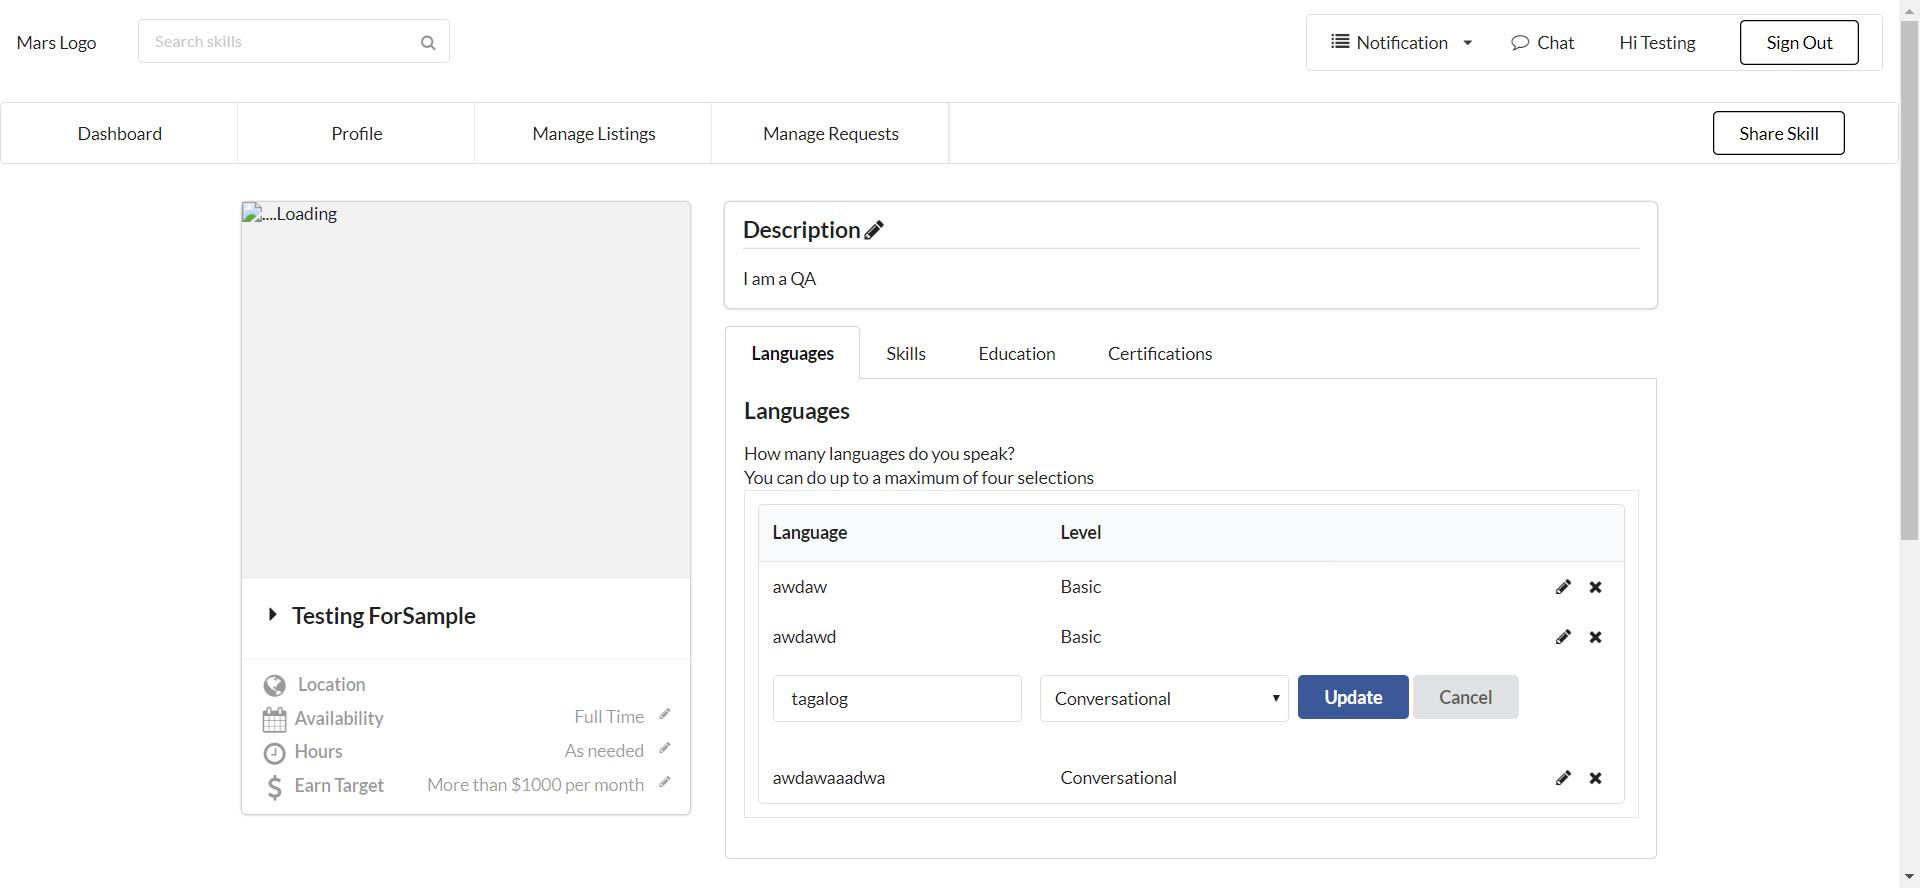 Mars Logo
Search skills
Notification
Chat
Hi Testing
Sign Out
Dashboard
Profile
Manage Listings
Manage Requests
Share Skill
....Loading
Testing ForSample
Location
Availability
Full Time
Hours
As needed
Earn Target
More than $1000 per month
Description
I am a QA
Languages
Skills
Education
Certifications
Languages
How many languages do you speak?
You can do up to a maximum of four selections
Language
Level
awdaw
Basic
awdawd
Basic
tagalog
Conversational
Update
Cancel
awdawaaadwa
Conversational